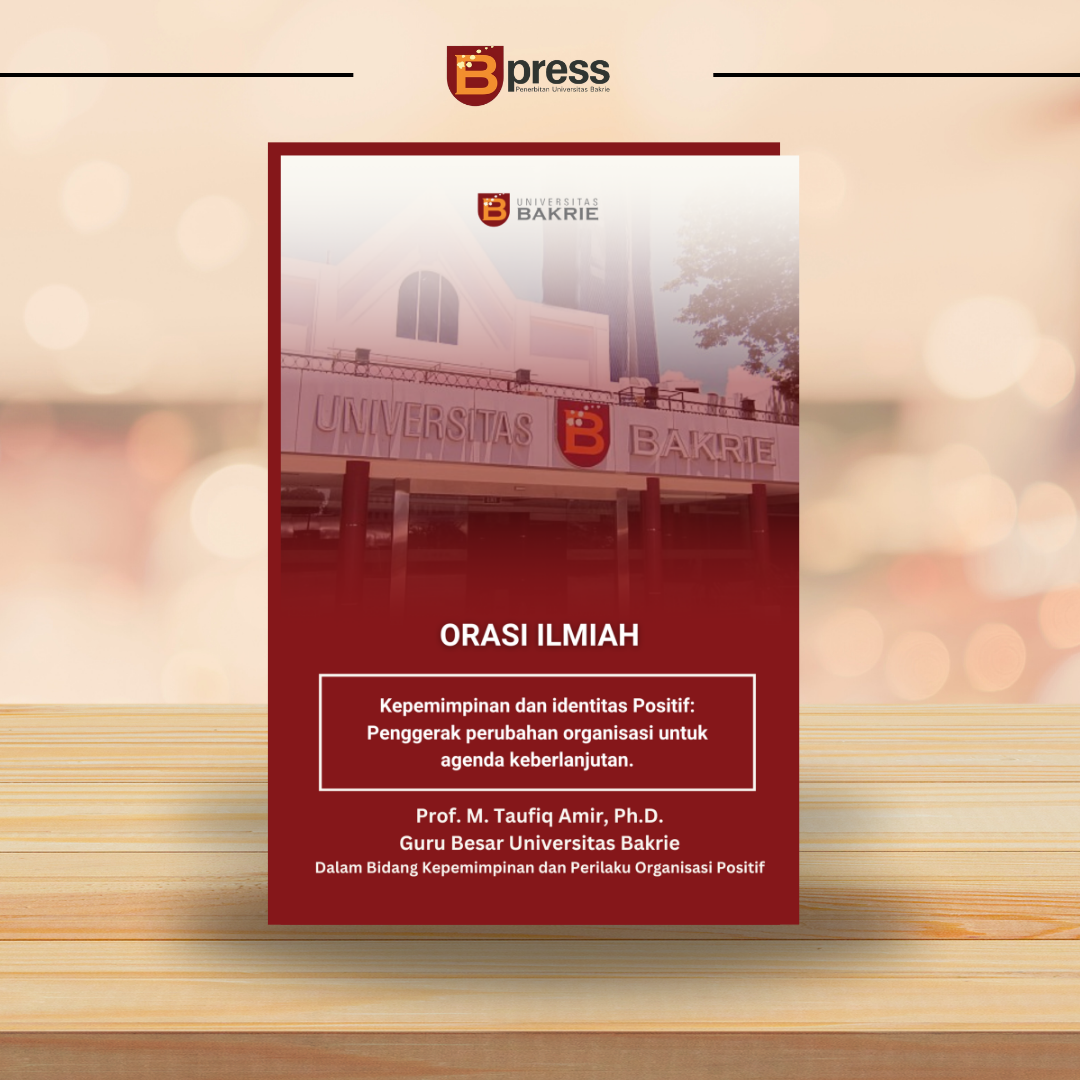 Bpress
Penerbitan Universitas Bakrie
UNIVERSITAS
BAKRIE
UNIVERSITAS B BAKRIE
ORASI ILMIAH
Kepemimpinan dan identitas Positif:
Penggerak perubahan organisasi untuk
agenda keberlanjutan.
Prof. M. Taufiq Amir, Ph.D.
Guru Besar Universitas Bakrie
Dalam Bidang Kepemimpinan dan Perilaku Organisasi Positif